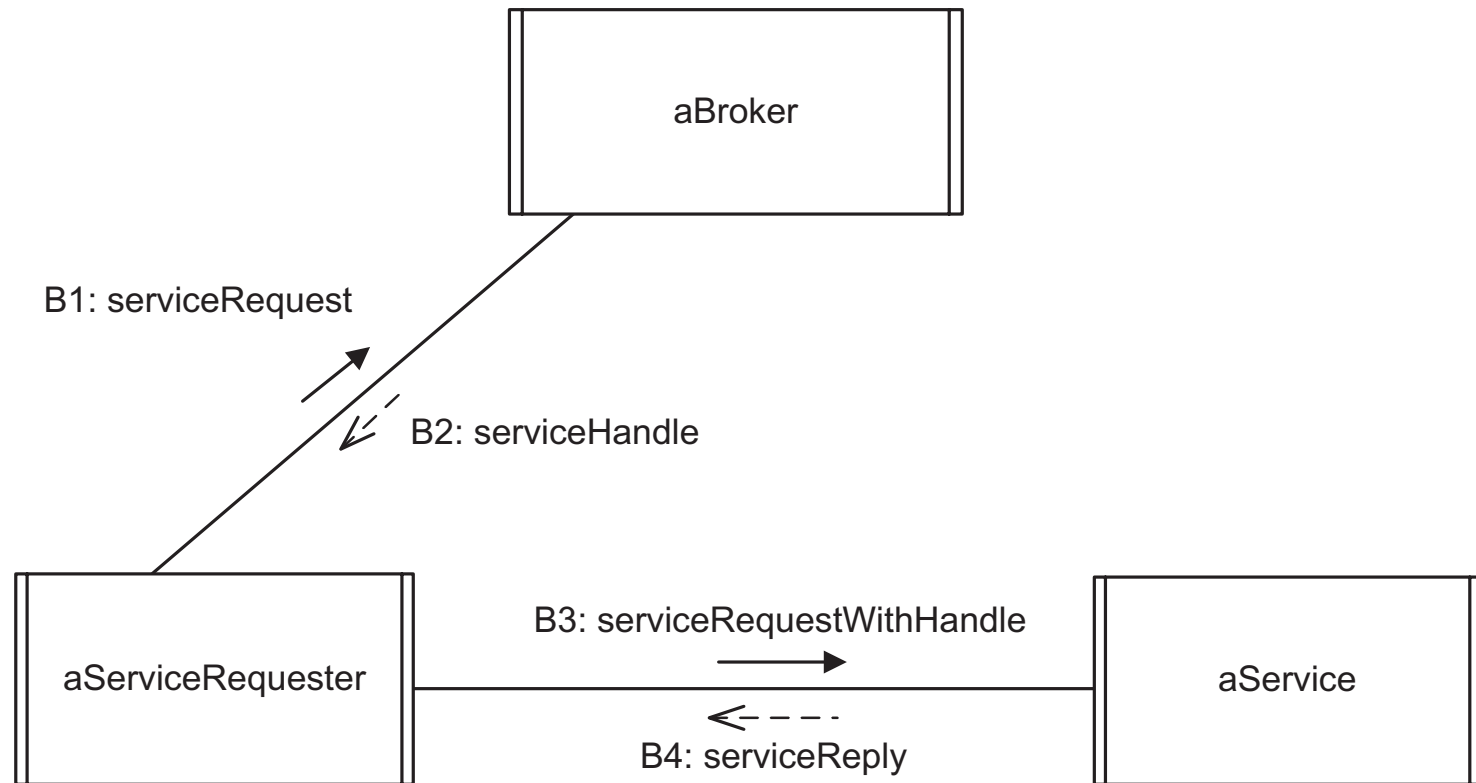 aBroker
B1: serviceRequest
B2: serviceHandle
B3: serviceRequestWithHandle
aServiceRequester
aService
B4: serviceReply